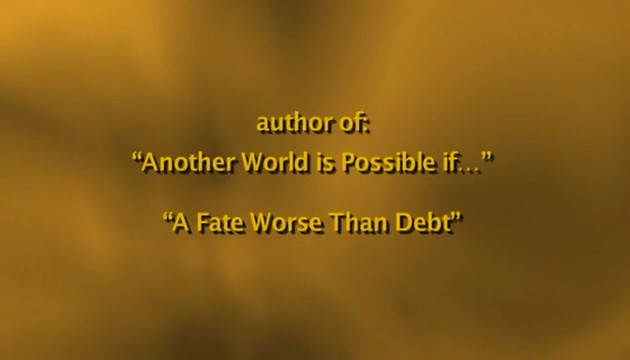 author of:
“Another World is Possible if...”
“A Fate Worse Than Debt”